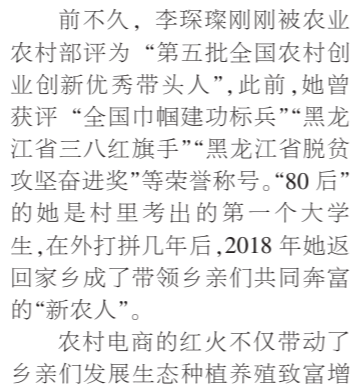 前不久，李琛璨刚刚被农业
农村部评为“第五批全国农村创
业创新优秀带头人”，此前，她曾
获评“全国巾帼建功标兵”“黑龙
江省三八红旗手”“黑龙江省脱贫
攻坚奋进奖”等荣誉称号。“80后”
的她是村里考出的第一个大学
生，在外打拼几年后，2018年她返
回家乡成了带领乡亲们共同奔富
的“新农人”。
农村电商的红火不仅带动了
乡亲们发展生态种植养殖致富增